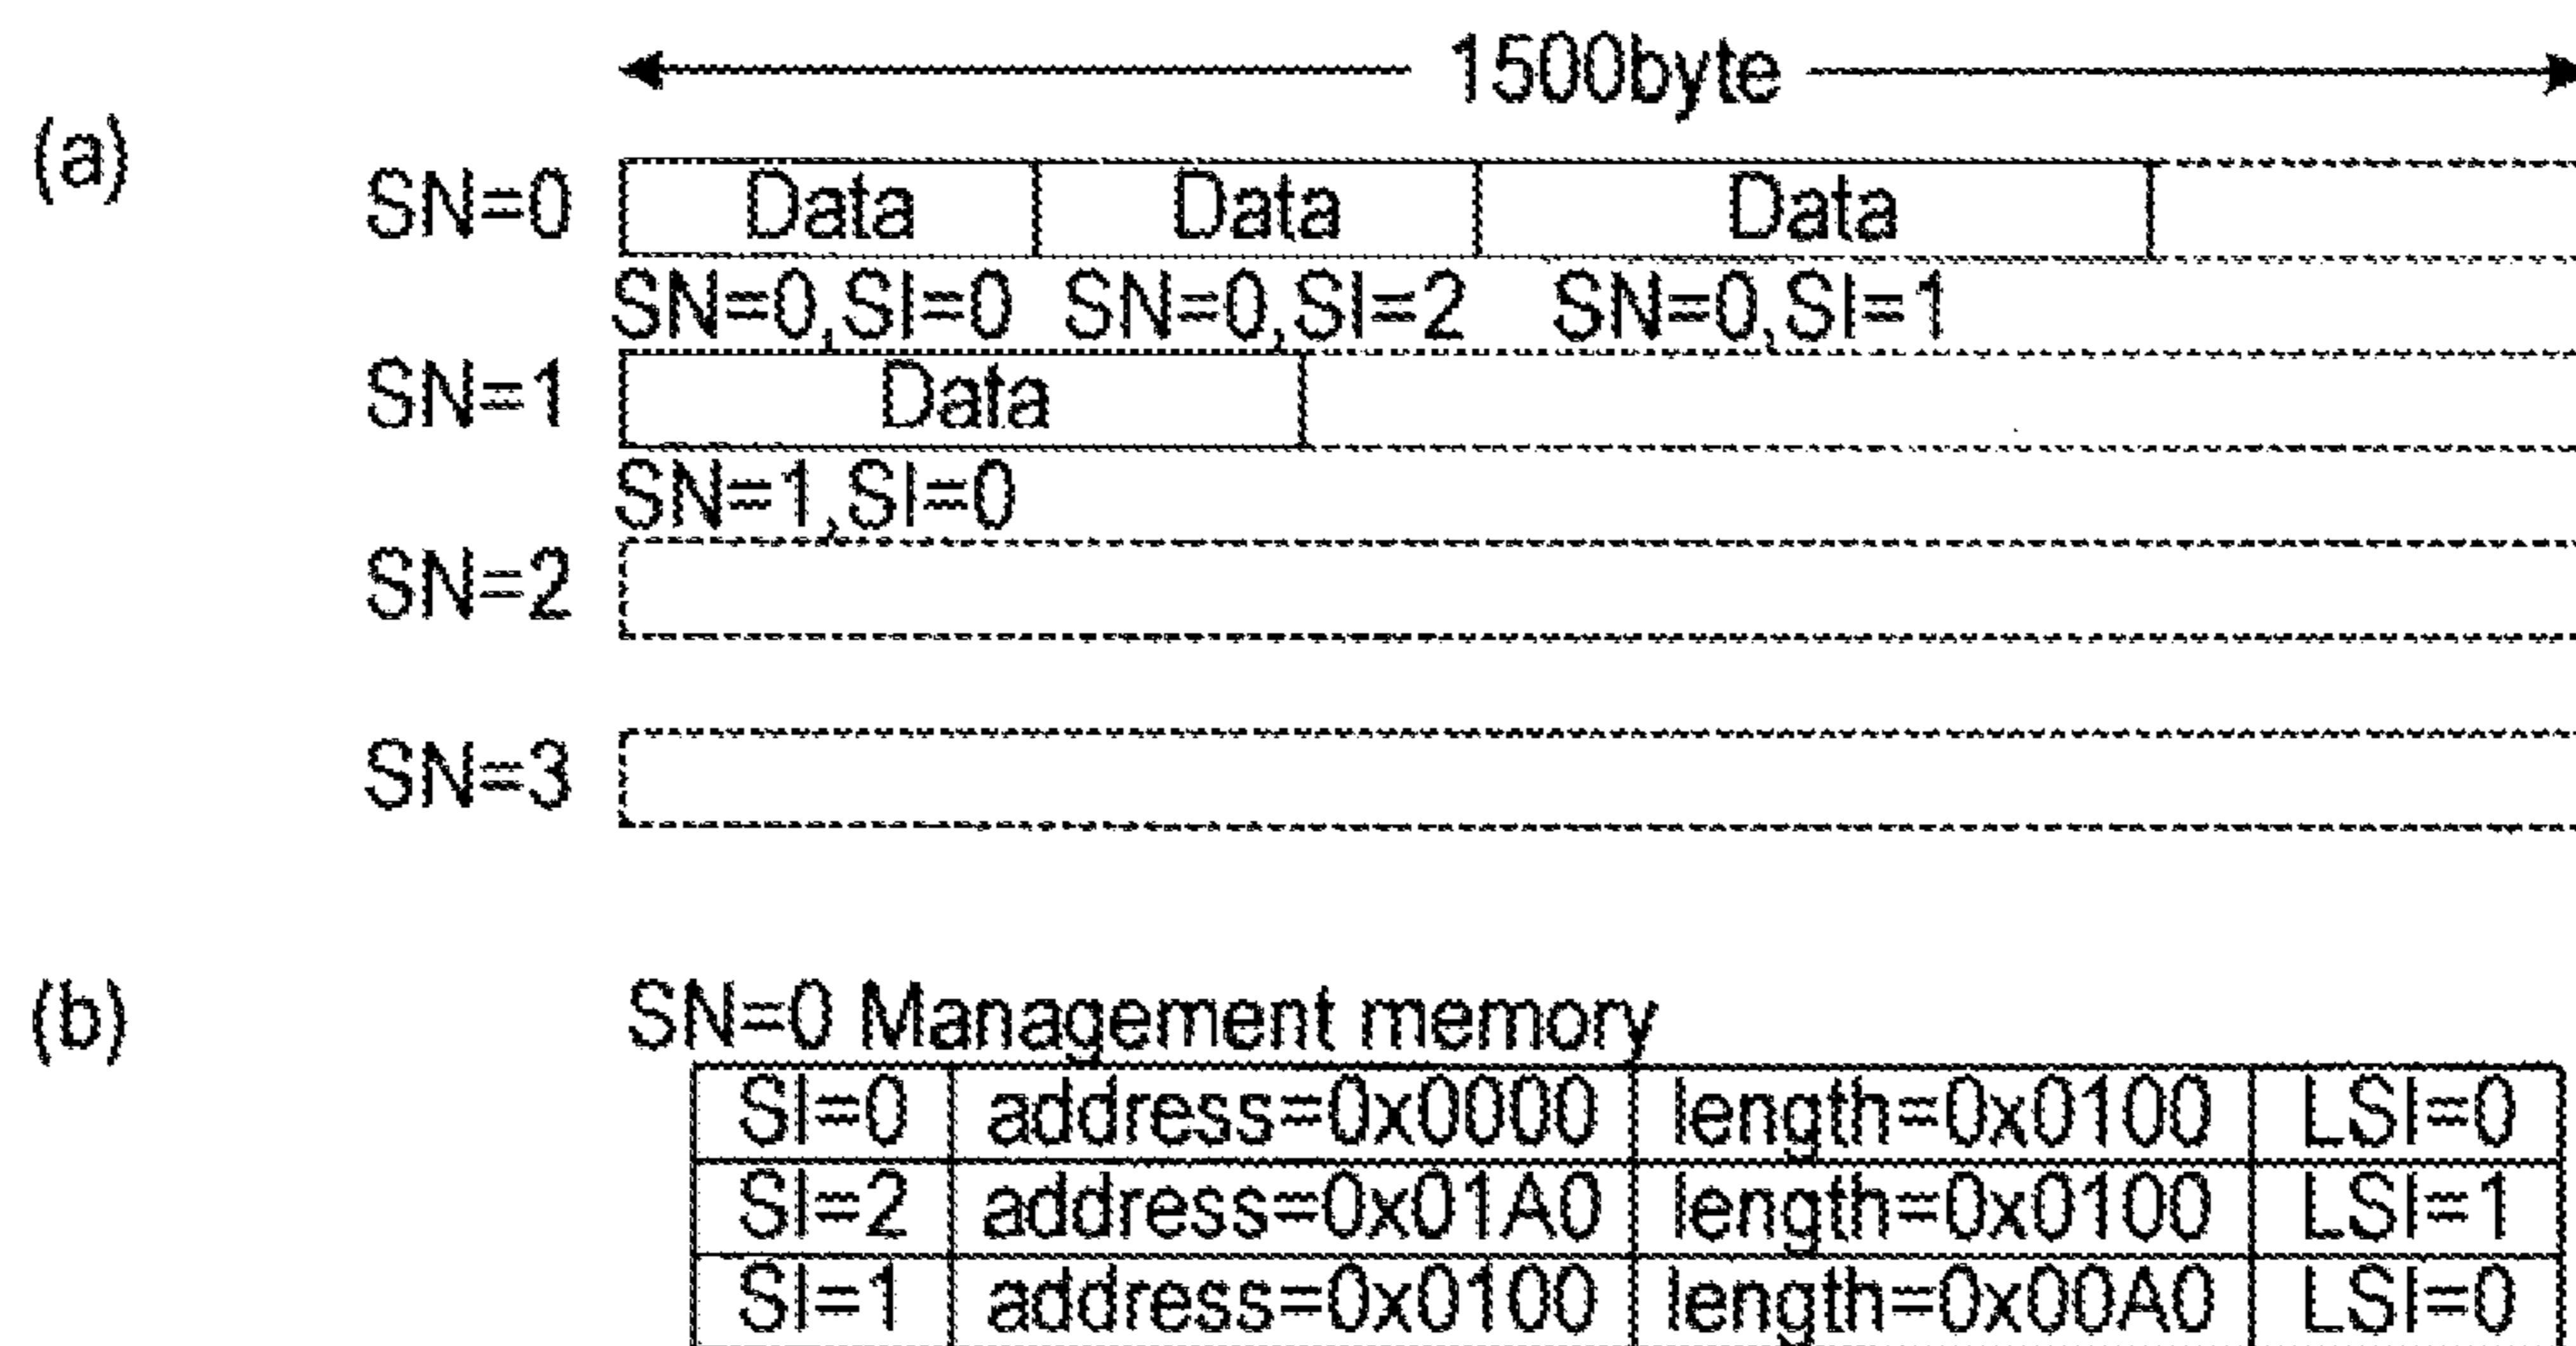 1500byte
(a)
SN=0 Data Data Data
SN=0,SI=0 SN=0,SI=2 SN=0,SI=1
SN=1 Data
SN=1,SI=0
SN=2
SN=3
(b)
SN=0 Management memory
SI=0 address=0x0000 length=0x0100 LSI=0
SI=2 address=0x01A0 length=0x0100 LSI=1
SI=1 address=0x0100 length=0x00A0 LSI=0